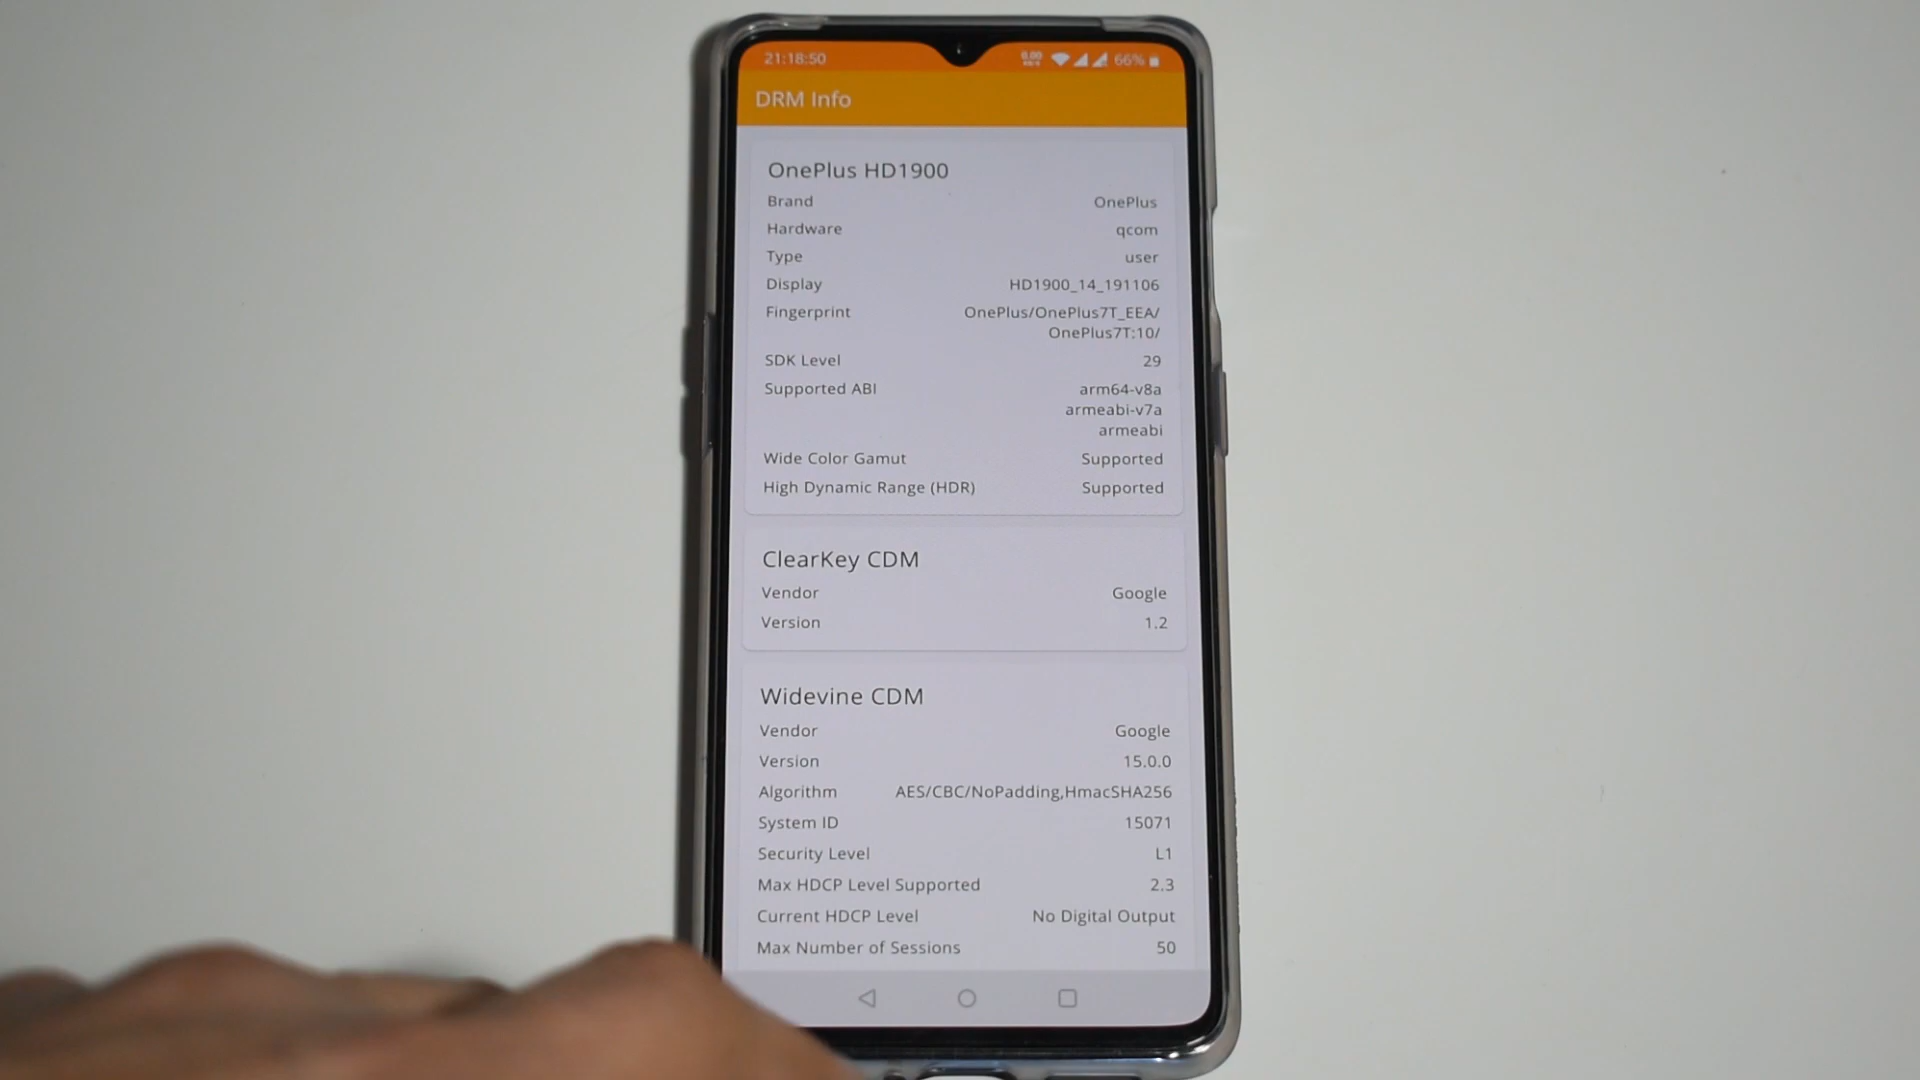 21:18:50 0.00 66%
DRM Info
OnePlus HD1900
Brand OnePlus
Hardware qcom
Type user
Display HD1900_14_191106
Fingerprint OnePlus/OnePlus7T_EEA/
OnePlus7T:10/
SDK Level 29
Supported ABI arm64-v8a
armeabi-v7a
armeabi
Wide Color Gamut Supported
High Dynamic Range (HDR) Supported
ClearKey CDM
Vendor Google
Version 1.2
Widevine CDM
Vendor Google
Version 15.0.0
Algorithm AES/CBC/NoPadding,HmacSHA256
System ID 15071
Security Level L1
Max HDCP Level Supported 2.3
Current HDCP Level No Digital Output
Max Number of Sessions 50